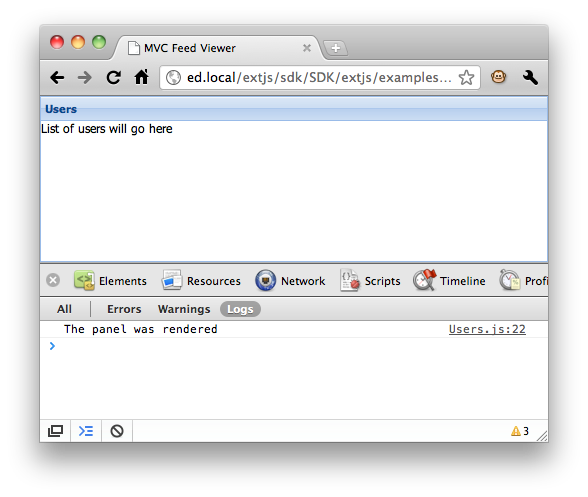 MVC Feed Viewer
ed.local/extjs/sdk/SDK/extjs/examples...
Users
List of users will go here
Elements Resources Network Scripts Timeline Profi
All Errors Warnings Logs
The panel was rendered Users.js:22
3